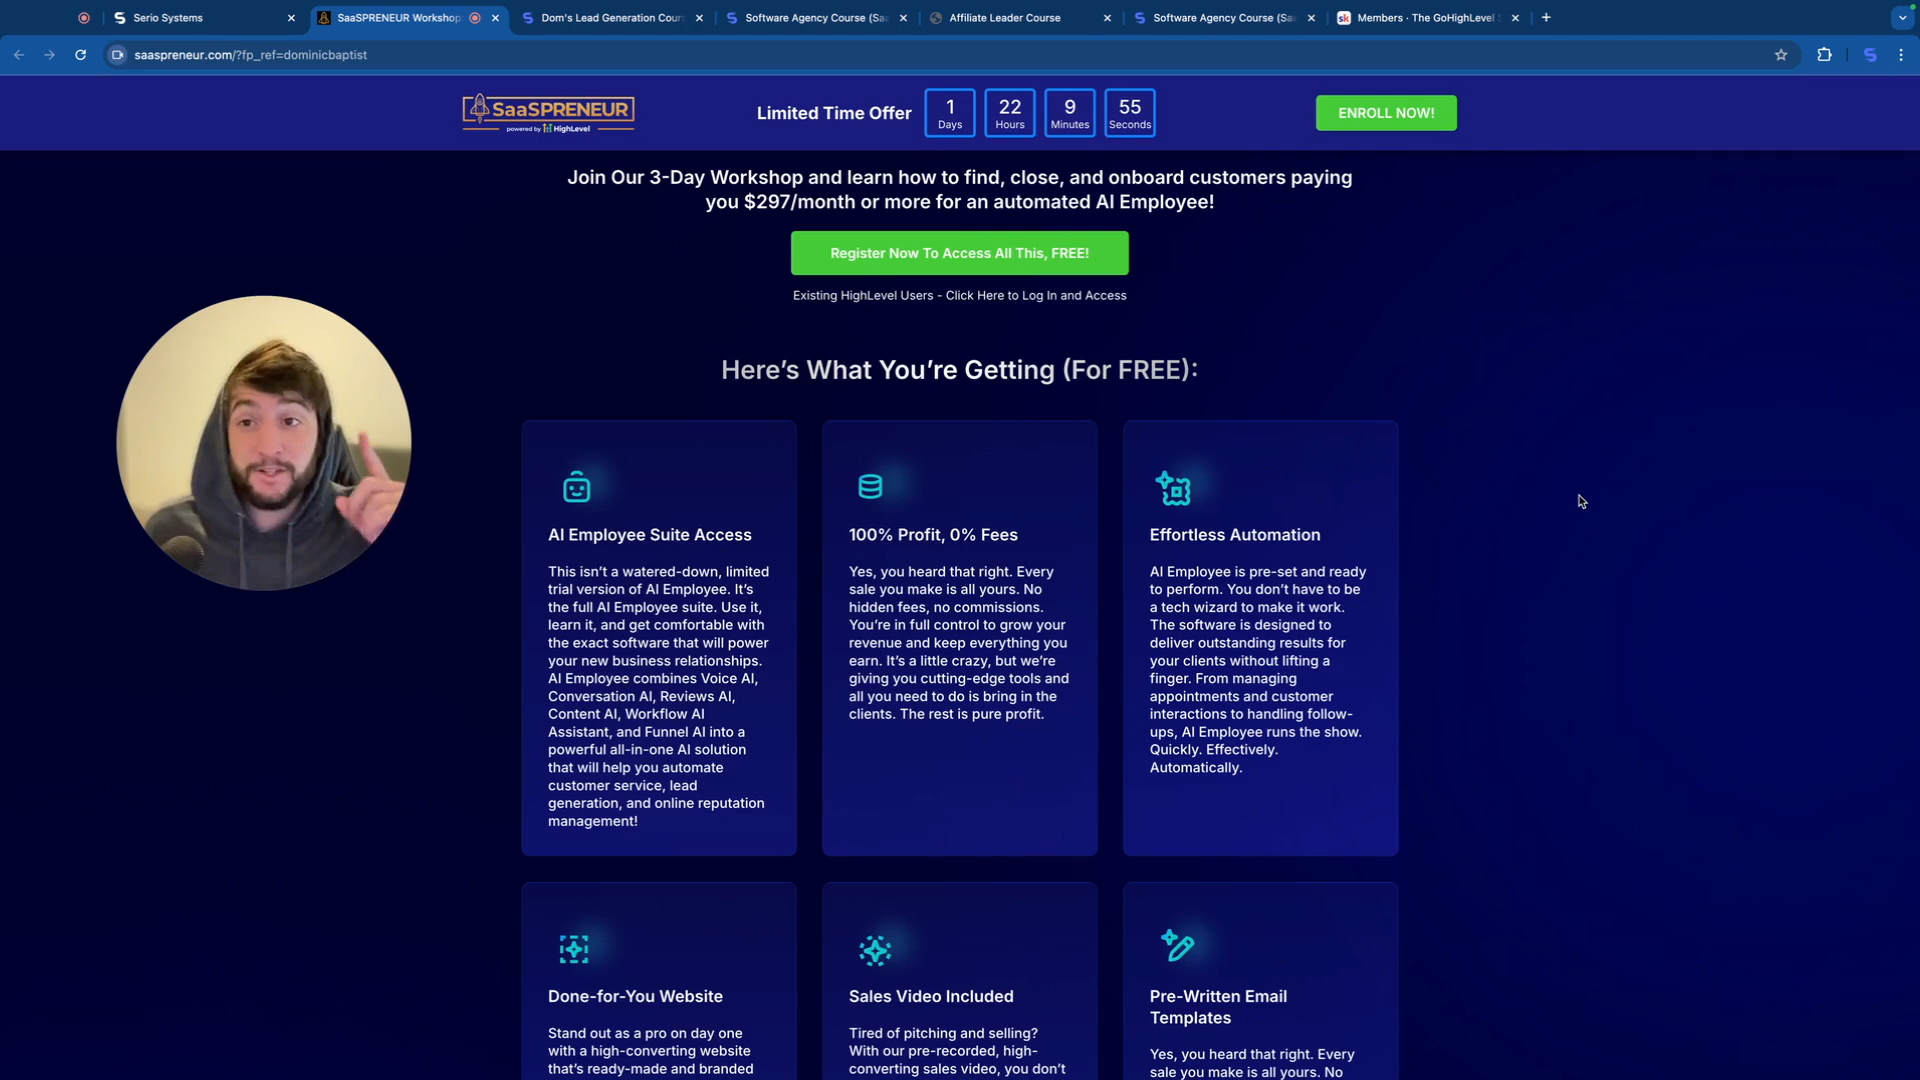 Serio Systems
SaaSPRENEUR Workshop
Dom's Lead Generation Cour
Software Agency Course (Saa
Affiliate Leader Course
Software Agency Course (Saa
Members · The GoHighLevel S
saaspreneur.com/?fp_ref=dominicbaptist
SaaSPRENEUR
powered by HighLevel
Limited Time Offer
1
Days
22
Hours
9
Minutes
55
Seconds
ENROLL NOW!
Join Our 3-Day Workshop and learn how to find, close, and onboard customers paying
you $297/month or more for an automated AI Employee!
Register Now To Access All This, FREE!
Existing HighLevel Users - Click Here to Log In and Access
Here’s What You’re Getting (For FREE):
AI Employee Suite Access
This isn’t a watered-down, limited
trial version of AI Employee. It’s
the full AI Employee suite. Use it,
learn it, and get comfortable with
the exact software that will power
your new business relationships.
AI Employee combines Voice AI,
Conversation AI, Reviews AI,
Content AI, Workflow AI
Assistant, and Funnel AI into a
powerful all-in-one AI solution
that will help you automate
customer service, lead
generation, and online reputation
management!
100% Profit, 0% Fees
Yes, you heard that right. Every
sale you make is all yours. No
hidden fees, no commissions.
You’re in full control to grow your
revenue and keep everything you
earn. It’s a little crazy, but we’re
giving you cutting-edge tools and
all you need to do is bring in the
clients. The rest is pure profit.
Effortless Automation
AI Employee is pre-set and ready
to perform. You don’t have to be
a tech wizard to make it work.
The software is designed to
deliver outstanding results for
your clients without lifting a
finger. From managing
appointments and customer
interactions to handling follow-
ups, AI Employee runs the show.
Quickly. Effectively.
Automatically.
Done-for-You Website
Stand out as a pro on day one
with a high-converting website
that’s ready-made and branded
Sales Video Included
Tired of pitching and selling?
With our pre-recorded, high-
converting sales video, you don’t
Pre-Written Email
Templates
Yes, you heard that right. Every
sale you make is all yours. No